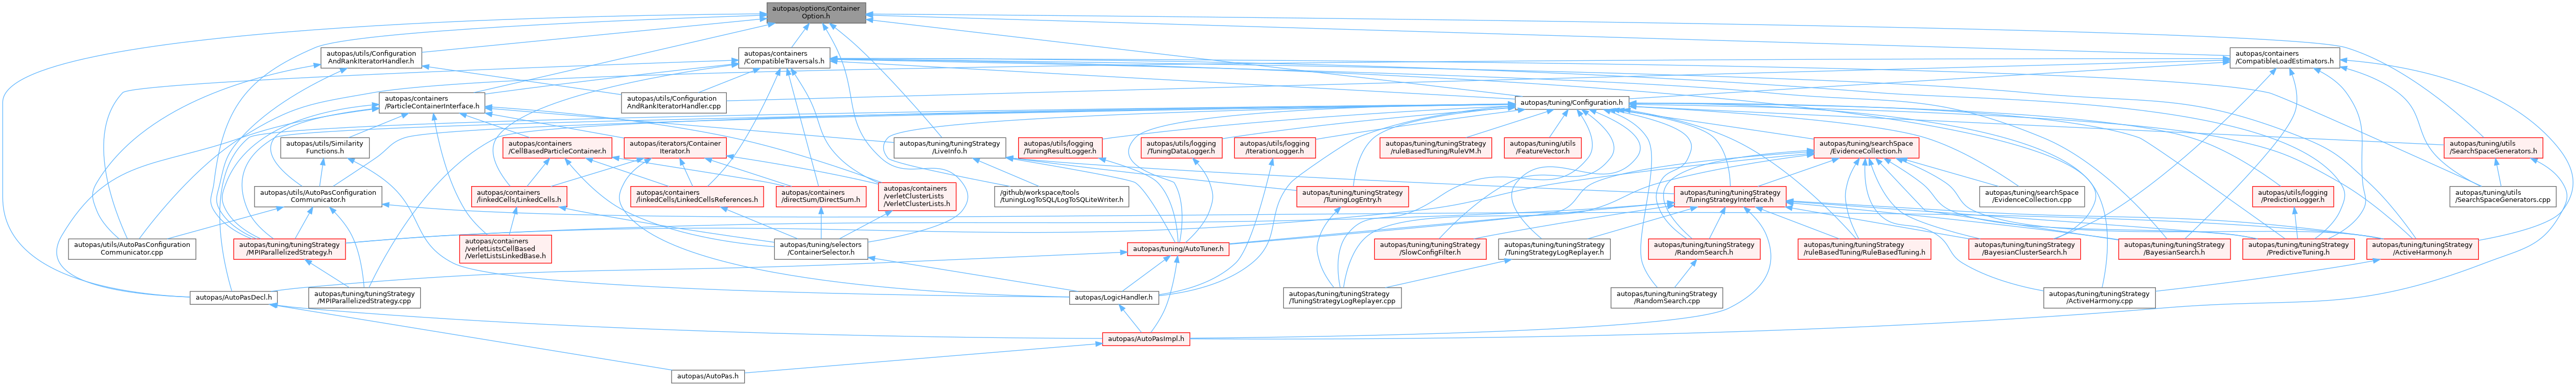 autopas/options/Container
Option.h
autopas/utils/Configuration
AndRankIteratorHandler.h
autopas/containers
/CompatibleTraversals.h
autopas/containers
/CompatibleLoadEstimators.h
autopas/containers
/ParticleContainerInterface.h
autopas/utils/Configuration
AndRankIteratorHandler.cpp
autopas/tuning/Configuration.h
autopas/utils/Similarity
Functions.h
autopas/containers
/CellBasedParticleContainer.h
autopas/iterators/Container
Iterator.h
autopas/tuning/tuningStrategy
/LiveInfo.h
autopas/utils/logging
/TuningResultLogger.h
autopas/utils/logging
/TuningDataLogger.h
autopas/utils/logging
/IterationLogger.h
autopas/tuning/tuningStrategy
/ruleBasedTuning/RuleVM.h
autopas/tuning/utils
/FeatureVector.h
autopas/tuning/searchSpace
/EvidenceCollection.h
autopas/tuning/utils
/SearchSpaceGenerators.h
autopas/utils/AutoPasConfiguration
Communicator.h
autopas/containers
/linkedCells/LinkedCells.h
autopas/containers
/linkedCells/LinkedCellsReferences.h
autopas/containers
/directSum/DirectSum.h
autopas/containers
/verletClusterLists
/VerletClusterLists.h
/github/workspace/tools
/tuningLogToSQL/LogToSQLiteWriter.h
autopas/tuning/tuningStrategy
/TuningLogEntry.h
autopas/tuning/tuningStrategy
/TuningStrategyInterface.h
autopas/tuning/searchSpace
/EvidenceCollection.cpp
autopas/utils/logging
/PredictionLogger.h
autopas/tuning/utils
/SearchSpaceGenerators.cpp
autopas/utils/AutoPasConfiguration
Communicator.cpp
autopas/tuning/tuningStrategy
/MPIParallelizedStrategy.h
autopas/containers
/verletListsCellBased
/VerletListsLinkedBase.h
autopas/tuning/selectors
/ContainerSelector.h
autopas/tuning/AutoTuner.h
autopas/tuning/tuningStrategy
/SlowConfigFilter.h
autopas/tuning/tuningStrategy
/TuningStrategyLogReplayer.h
autopas/tuning/tuningStrategy
/RandomSearch.h
autopas/tuning/tuningStrategy
/ruleBasedTuning/RuleBasedTuning.h
autopas/tuning/tuningStrategy
/BayesianClusterSearch.h
autopas/tuning/tuningStrategy
/BayesianSearch.h
autopas/tuning/tuningStrategy
/PredictiveTuning.h
autopas/tuning/tuningStrategy
/ActiveHarmony.h
autopas/AutoPasDecl.h
autopas/tuning/tuningStrategy
/MPIParallelizedStrategy.cpp
autopas/LogicHandler.h
autopas/tuning/tuningStrategy
/TuningStrategyLogReplayer.cpp
autopas/tuning/tuningStrategy
/RandomSearch.cpp
autopas/tuning/tuningStrategy
/ActiveHarmony.cpp
autopas/AutoPasImpl.h
autopas/AutoPas.h